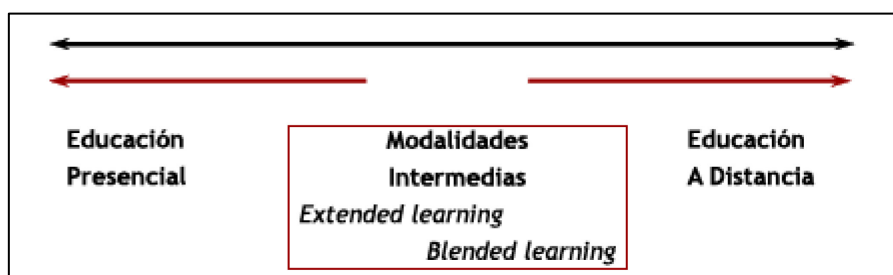 Educación
Presencial
Modalidades
Intermedias
Extended learning
Blended learning
Educación
A Distancia